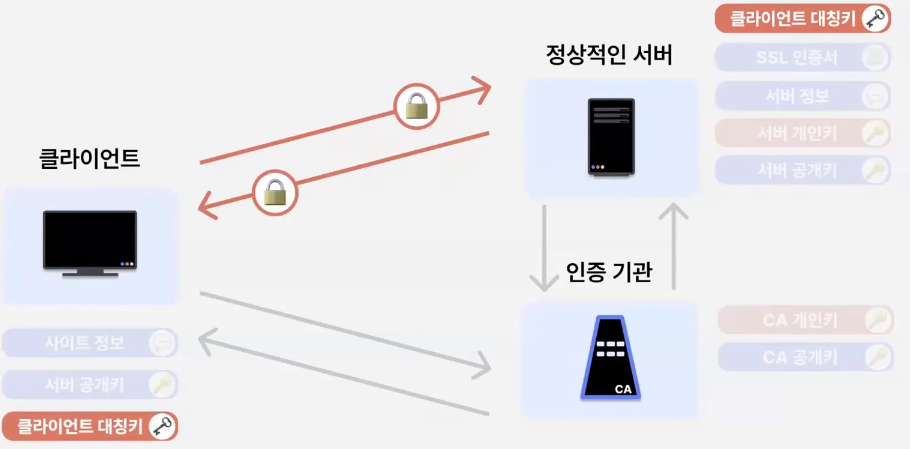 클라이언트 대칭키
정상적인 서버
SSL 인증서
서버 정보
서버 개인키
서버 공개키
클라이언트
인증 기관
CA
CA 개인키
CA 공개키
사이트 정보
서버 공개키
클라이언트 대칭키